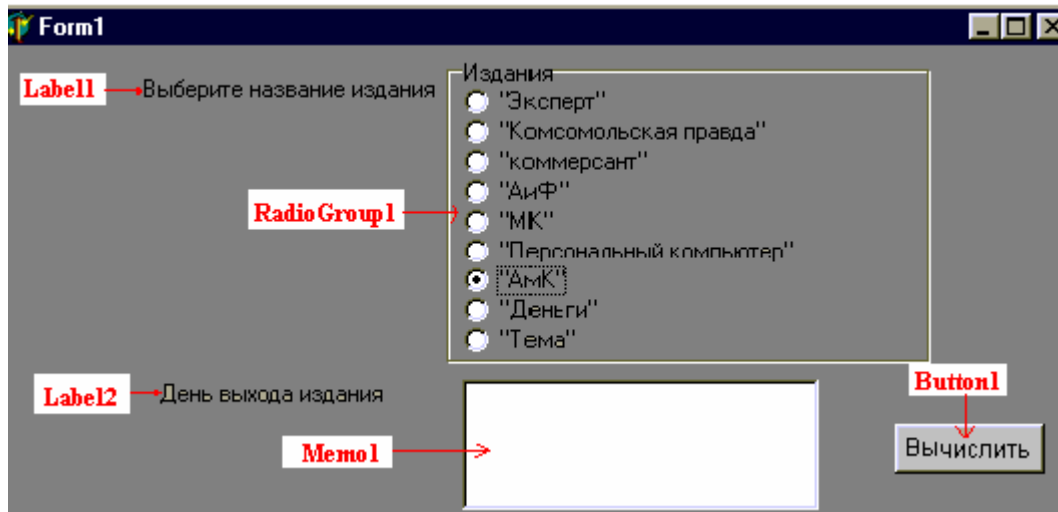 Form1
Label1
Выберите название издания
Издания
"Эксперт"
"Комсомольская правда"
"коммерсант"
"АиФ"
"МК"
RadioGroup1
"Персональный компьютер"
"АмК"
"Деньги"
"Тема"
Label2
День выхода издания
Memo1
Button1
Вычислить